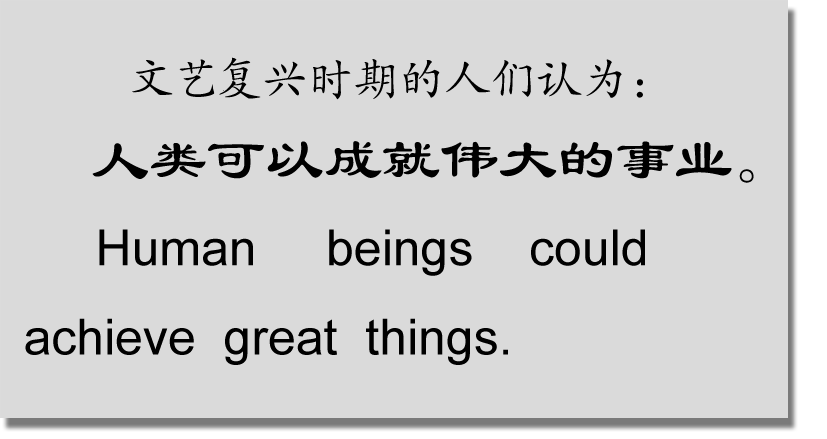 文艺复兴时期的人们认为：
人类可以成就伟大的事业。
Human beings could
achieve great things.